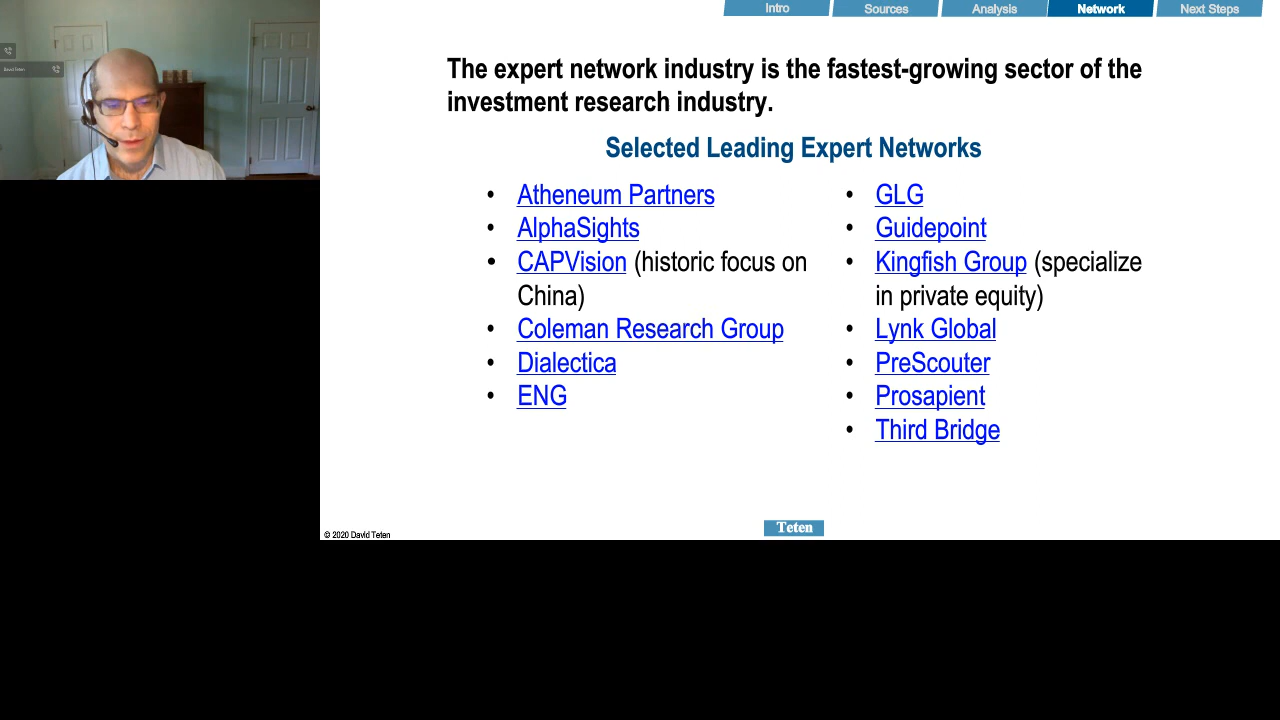 Intro
Sources
Analysis
Network
Next Steps
David Teten
The expert network industry is the fastest-growing sector of the
investment research industry.
Selected Leading Expert Networks
• Atheneum Partners
• AlphaSights
• CAPVision (historic focus on
China)
• Coleman Research Group
• Dialectica
• ENG
• GLG
• Guidepoint
• Kingfish Group (specialize
in private equity)
• Lynk Global
• PreScouter
• Prosapient
• Third Bridge
© 2020 David Teten
Teten